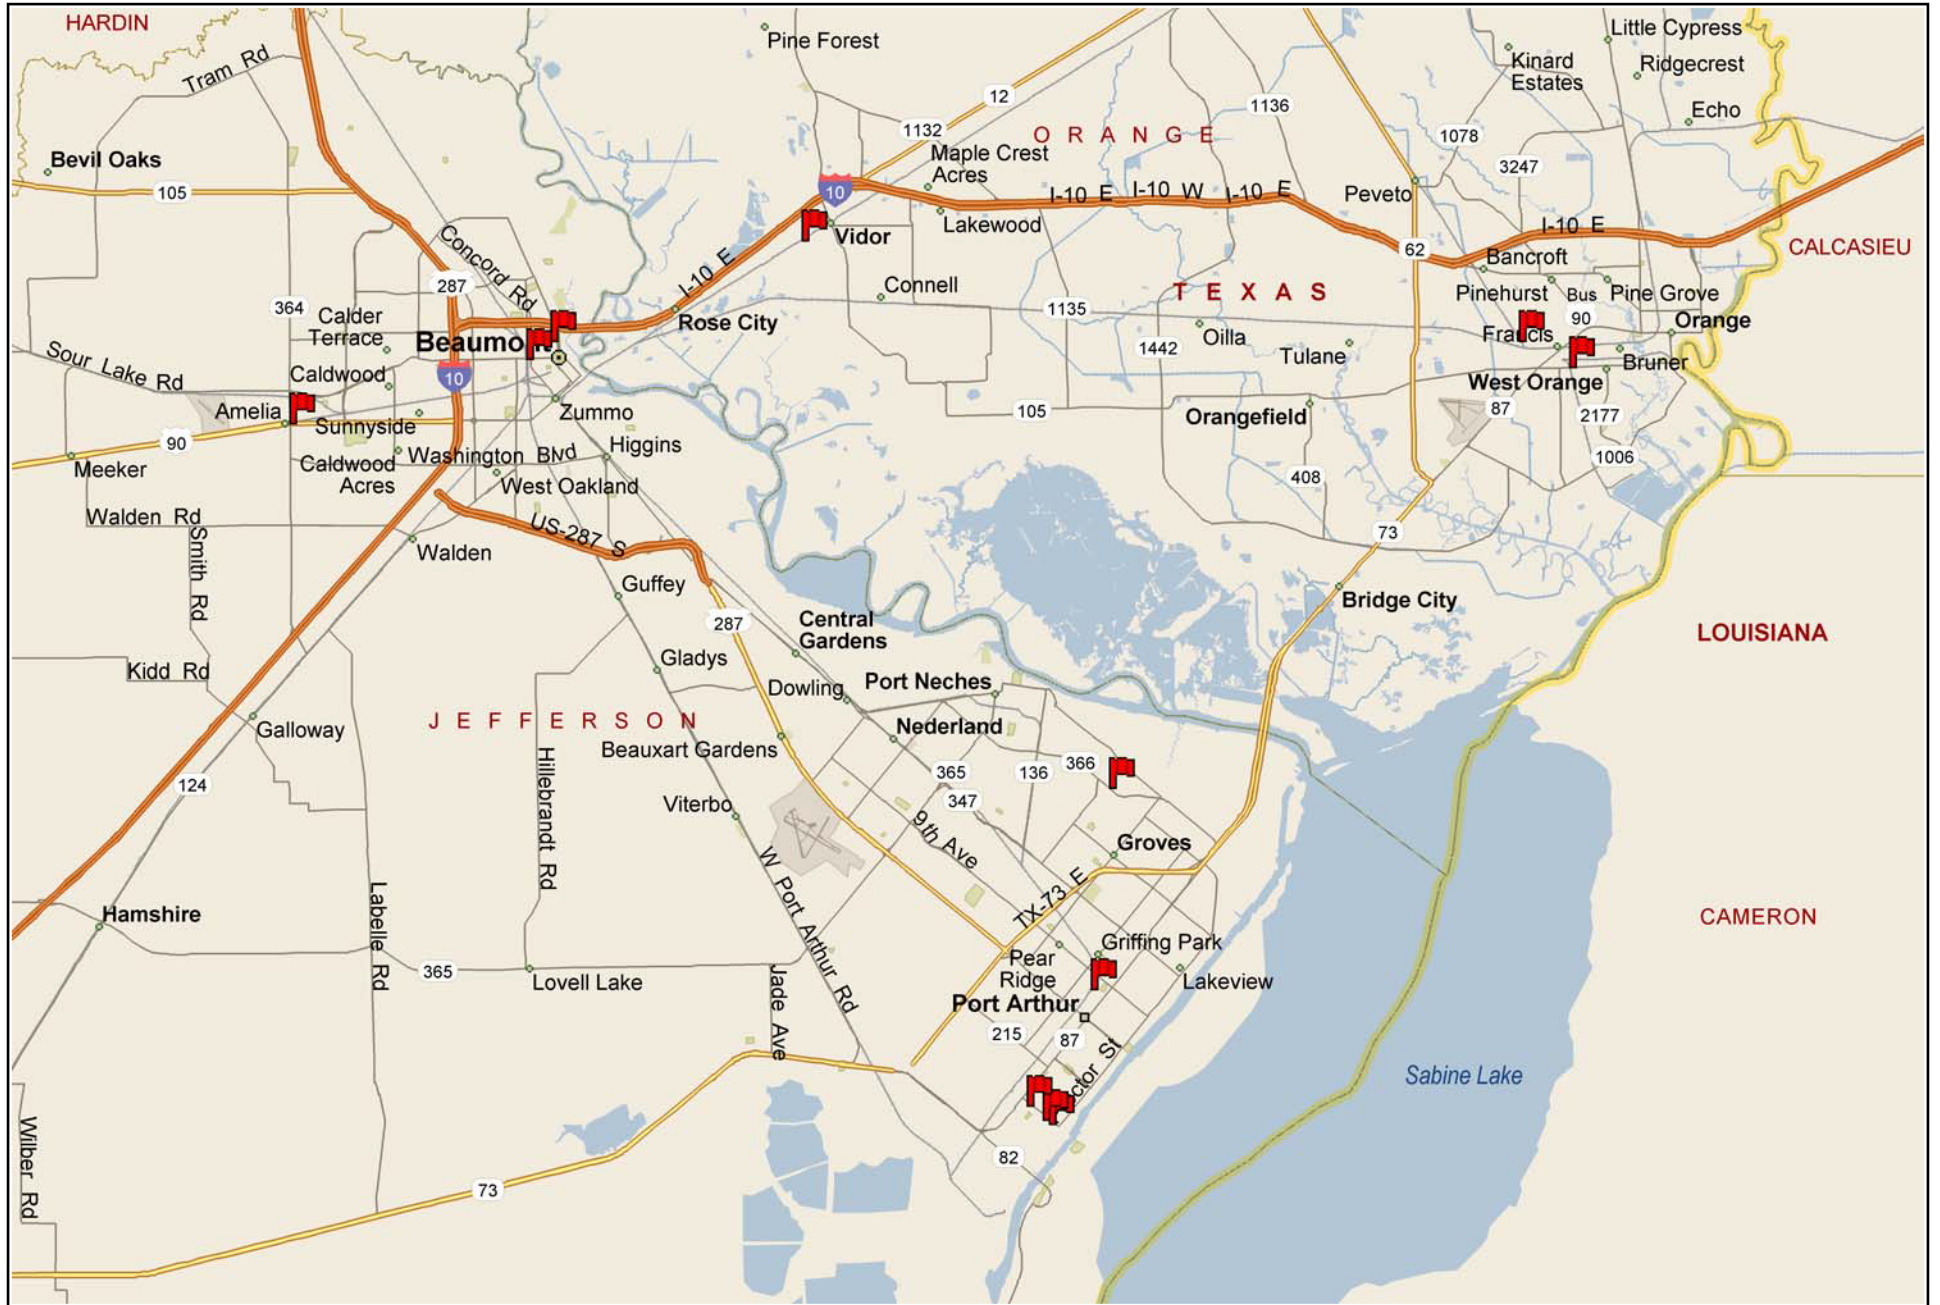 HARDIN
Tram Rd
Pine Forest
Little Cypress
Kinard
Estates
Ridgecrest
12
1136
Echo
1132
ORANGE
1078
Bevil Oaks
Maple Crest
Acres
3247
105
10
I-10 E
I-10 W
I-10 E
Peveto
Lakewood
I-10 E
Vidor
Concord Rd
62
CALCASIEU
Bancroft
I-10 E
287
Connell
TEXAS
Pinehurst
Bus
90
Pine Grove
364
Calder
Terrace
1135
Rose City
Orange
Oilla
Francis
Beaumont
1442
Tulane
Bruner
Sour Lake Rd
Caldwood
10
West Orange
Amelia
Zummo
105
Orangefield
87
2177
Sunnyside
90
Higgins
Meeker
Caldwood
Acres
Washington Blvd
1006
West Oakland
408
Walden Rd
US-287 S
73
Smith Rd
Walden
Guffey
Bridge City
287
Central
Gardens
LOUISIANA
Gladys
Kidd Rd
Dowling
Port Neches
JEFFERSON
Galloway
Nederland
Beauxart Gardens
365
136
366
124
Hillebrandt Rd
347
Viterbo
9th Ave
Groves
W Port Arthur Rd
TX-73 E
Labelle Rd
Hamshire
CAMERON
Griffing Park
Pear
Ridge
365
Lovell Lake
Lakeview
Jade Ave
Port Arthur
215
87
ctor St
Sabine Lake
Wilber Rd
82
73